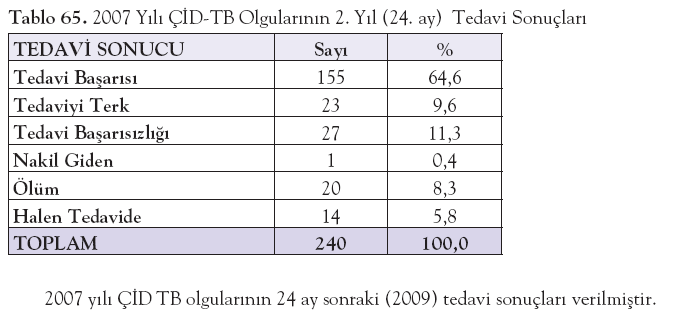 Tablo 65. 2007 Yılı ÇİD-TB Olgularının 2. Yıl (24. ay) Tedavi Sonuçları
TEDAVİ SONUCU Sayı %
Tedavi Başarısı 155 64,6
Tedaviyi Terk 23 9,6
Tedavi Başarısızlığı 27 11,3
Nakil Giden 1 0,4
Ölüm 20 8,3
Halen Tedavide 14 5,8
TOPLAM 240 100,0
2007 yılı ÇİD TB olgularının 24 ay sonraki (2009) tedavi sonuçları verilmiştir.